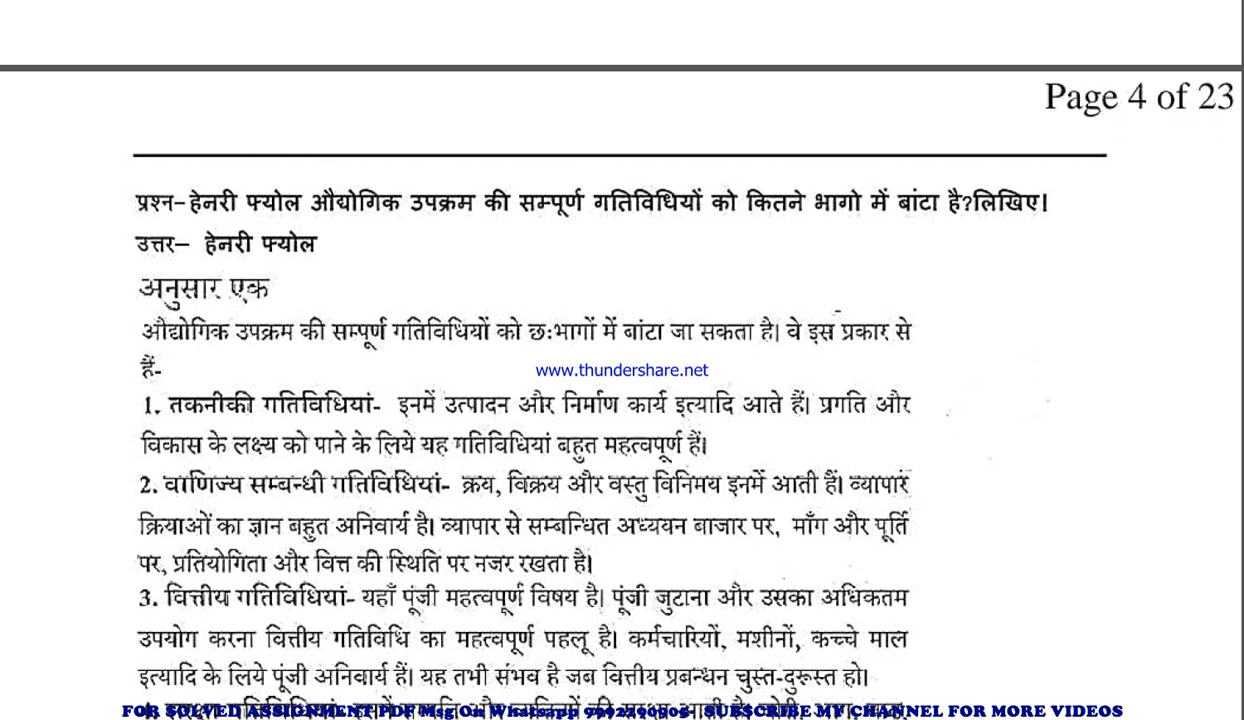 Page 4 of 23
प्रश्न-हेनरी फ्योल औद्योगिक उपक्रम की सम्पूर्ण गतिविधियों को कितने भागो में बांटा है?लिखिए।
उत्तर– हेनरी फ्योल
अनुसार एक
औद्योगिक उपक्रम की सम्पूर्ण गतिविधियों को छःभागों में बांटा जा सकता है। वे इस प्रकार से
हैं-
www.thundershare.net
1. तकनीकी गतिविधियां- इनमें उत्पादन और निर्माण कार्य इत्यादि आते हैं। प्रगति और
विकास के लक्ष्य को पाने के लिये यह गतिविधियां बहुत महत्वपूर्ण हैं।
2. वाणिज्य सम्बन्धी गतिविधियां- क्रय, विक्रय और वस्तु विनिमय इनमें आती हैं। व्यापार
क्रियाओं का ज्ञान बहुत अनिवार्य है। व्यापार से सम्बन्धित अध्ययन बाजार पर, माँग और पूर्ति
पर, प्रतियोगिता और वित्त की स्थिति पर नजर रखता है।
3. वित्तीय गतिविधियां- यहाँ पूंजी महत्वपूर्ण विषय है। पूंजी जुटाना और उसका अधिकतम
उपयोग करना वित्तीय गतिविधि का महत्वपूर्ण पहलू है। कर्मचारियों, मशीनों, कच्चे माल
इत्यादि के लिये पूंजी अनिवार्य हैं। यह तभी संभव है जब वित्तीय प्रबन्धन चुस्त-दुरूस्त हो।
FOR SOLVED ASSIGNMENT PDF Msg On Whatsapp SUBSCRIBE MY CHANNEL FOR MORE VIDEOS